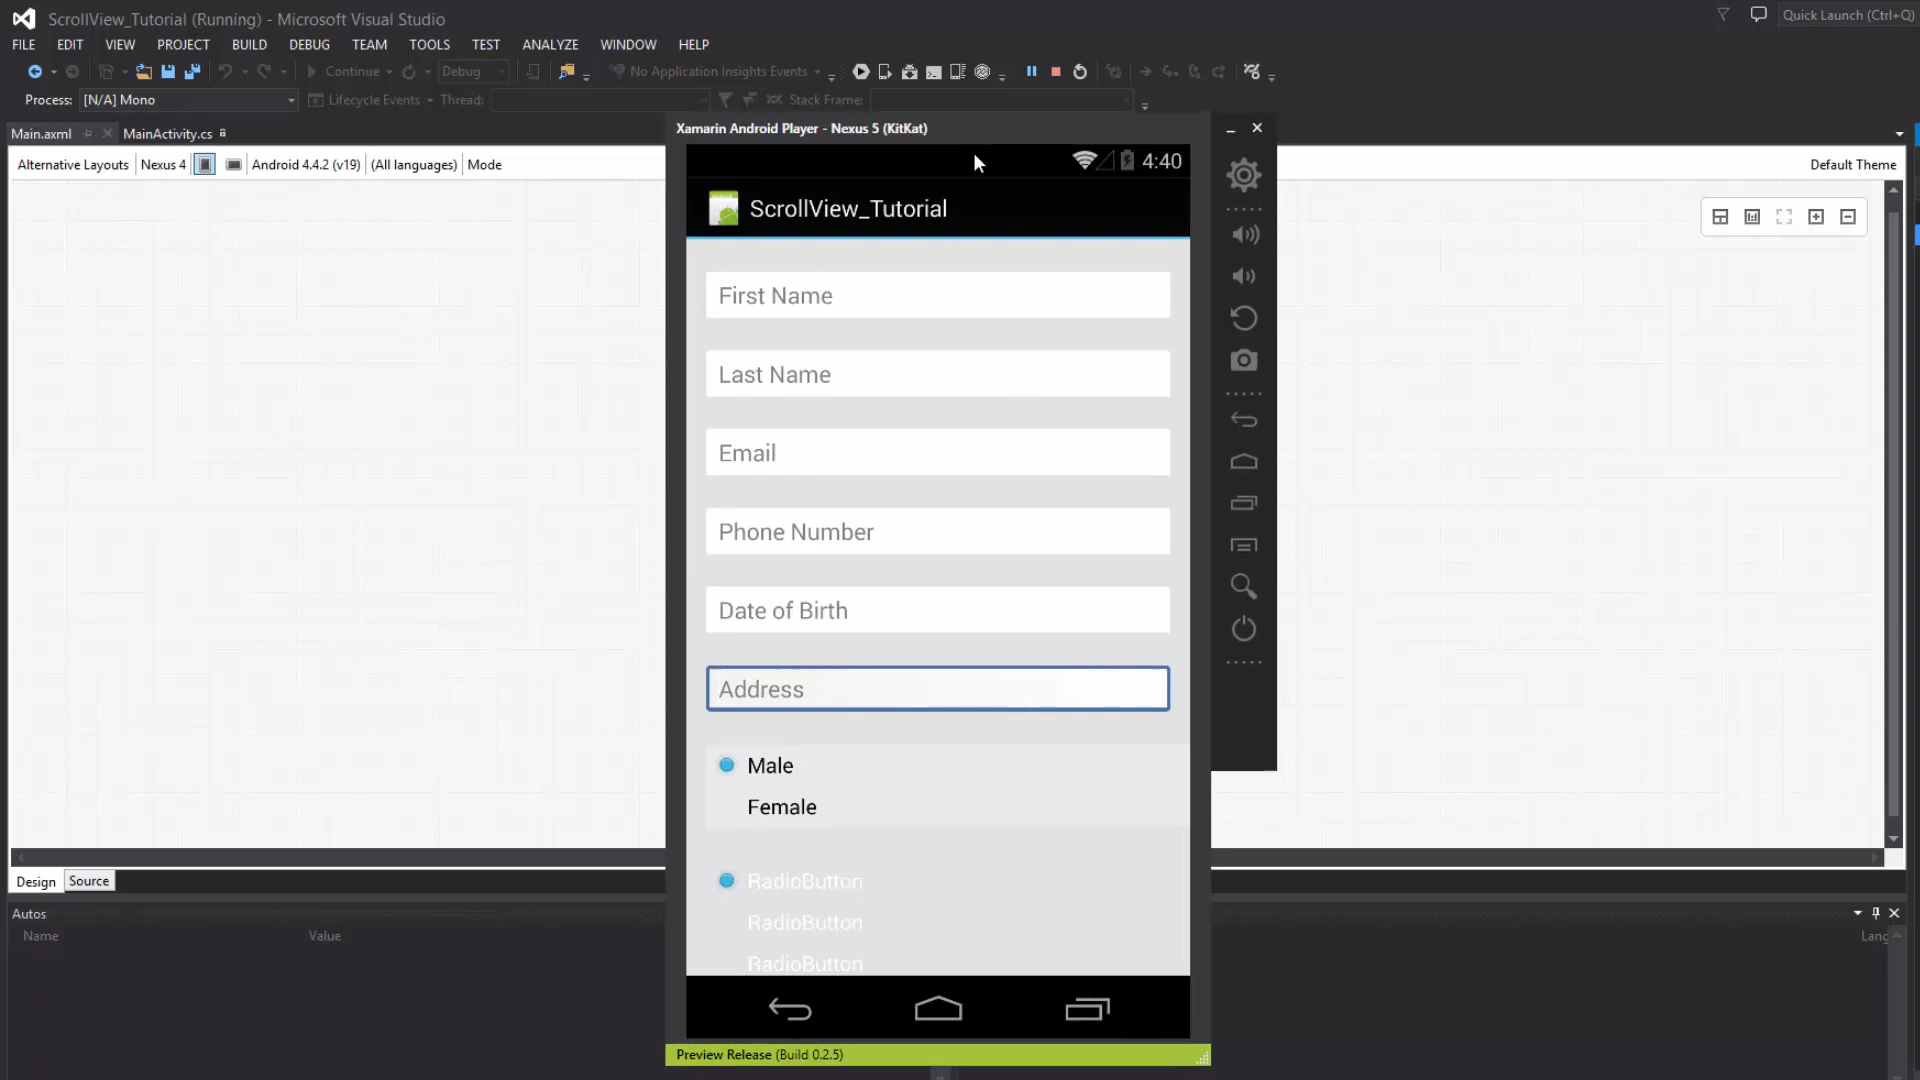 ScrollView_Tutorial (Running) - Microsoft Visual Studio
Quick Launch (Ctrl+Q)
FILE EDIT VIEW PROJECT BUILD DEBUG TEAM TOOLS TEST ANALYZE WINDOW HELP
Continue Debug No Application Insights Events
Process: [N/A] Mono Lifecycle Events Thread: Stack Frame:
Main.axml MainActivity.cs
Xamarin Android Player - Nexus 5 (KitKat)
Alternative Layouts Nexus 4 Android 4.4.2 (v19) (All languages) Mode
Default Theme
4:40
ScrollView_Tutorial
First Name
Last Name
Email
Phone Number
Date of Birth
Address
Male
Female
RadioButton
RadioButton
RadioButton
Design Source
Autos
Name Value Lang
Preview Release (Build 0.2.5)